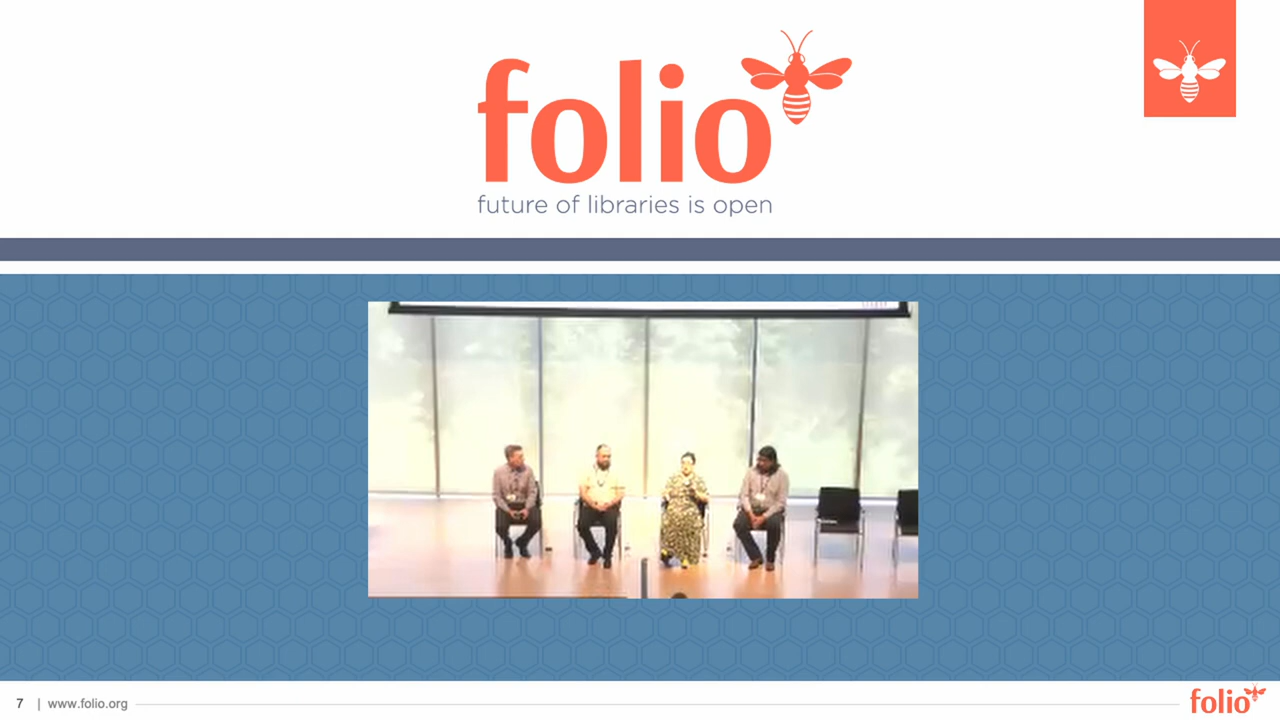 folio
future of libraries is open
7 | www.folio.org
folio